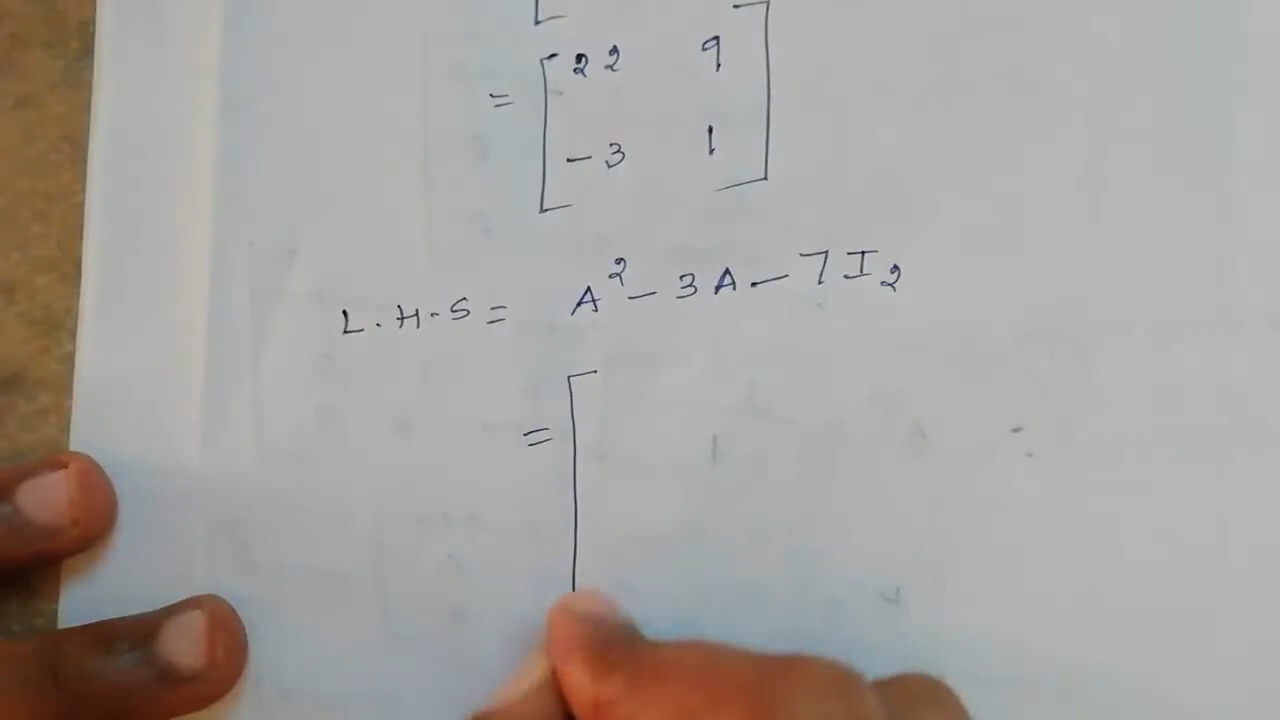 = [ 22 9
-3 1 ]
L.H.S = A² - 3A - 7I₂
= [